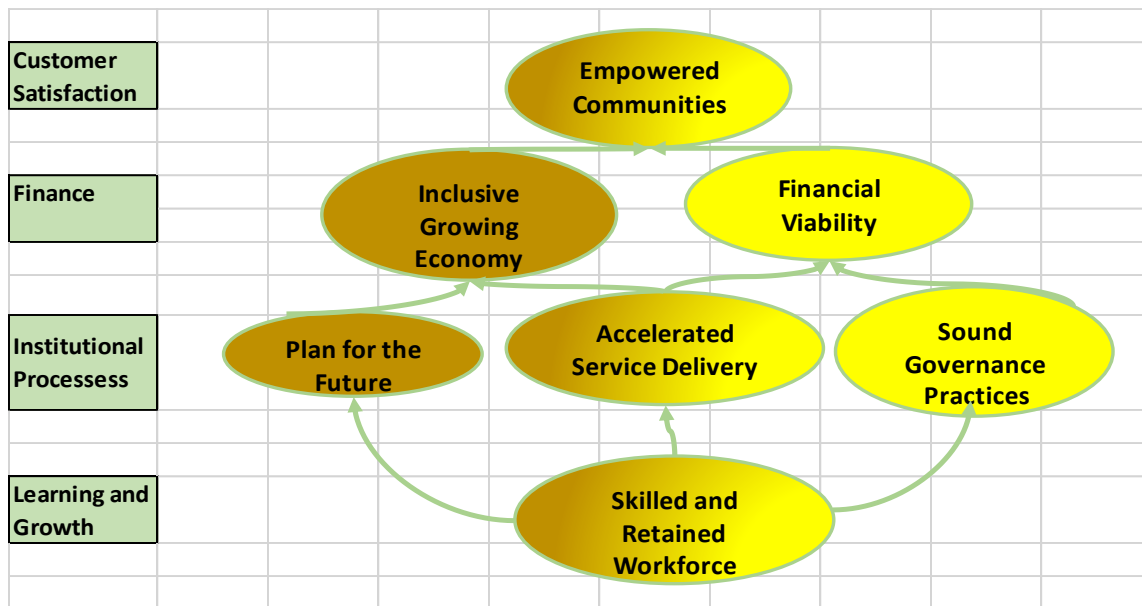 Customer
Satisfaction
Empowered
Communities
Finance
Inclusive
Growing
Economy
Financial
Viability
Institutional
Processess
Plan for the
Future
Accelerated
Service Delivery
Sound
Governance
Practices
Learning and
Growth
Skilled and
Retained
Workforce